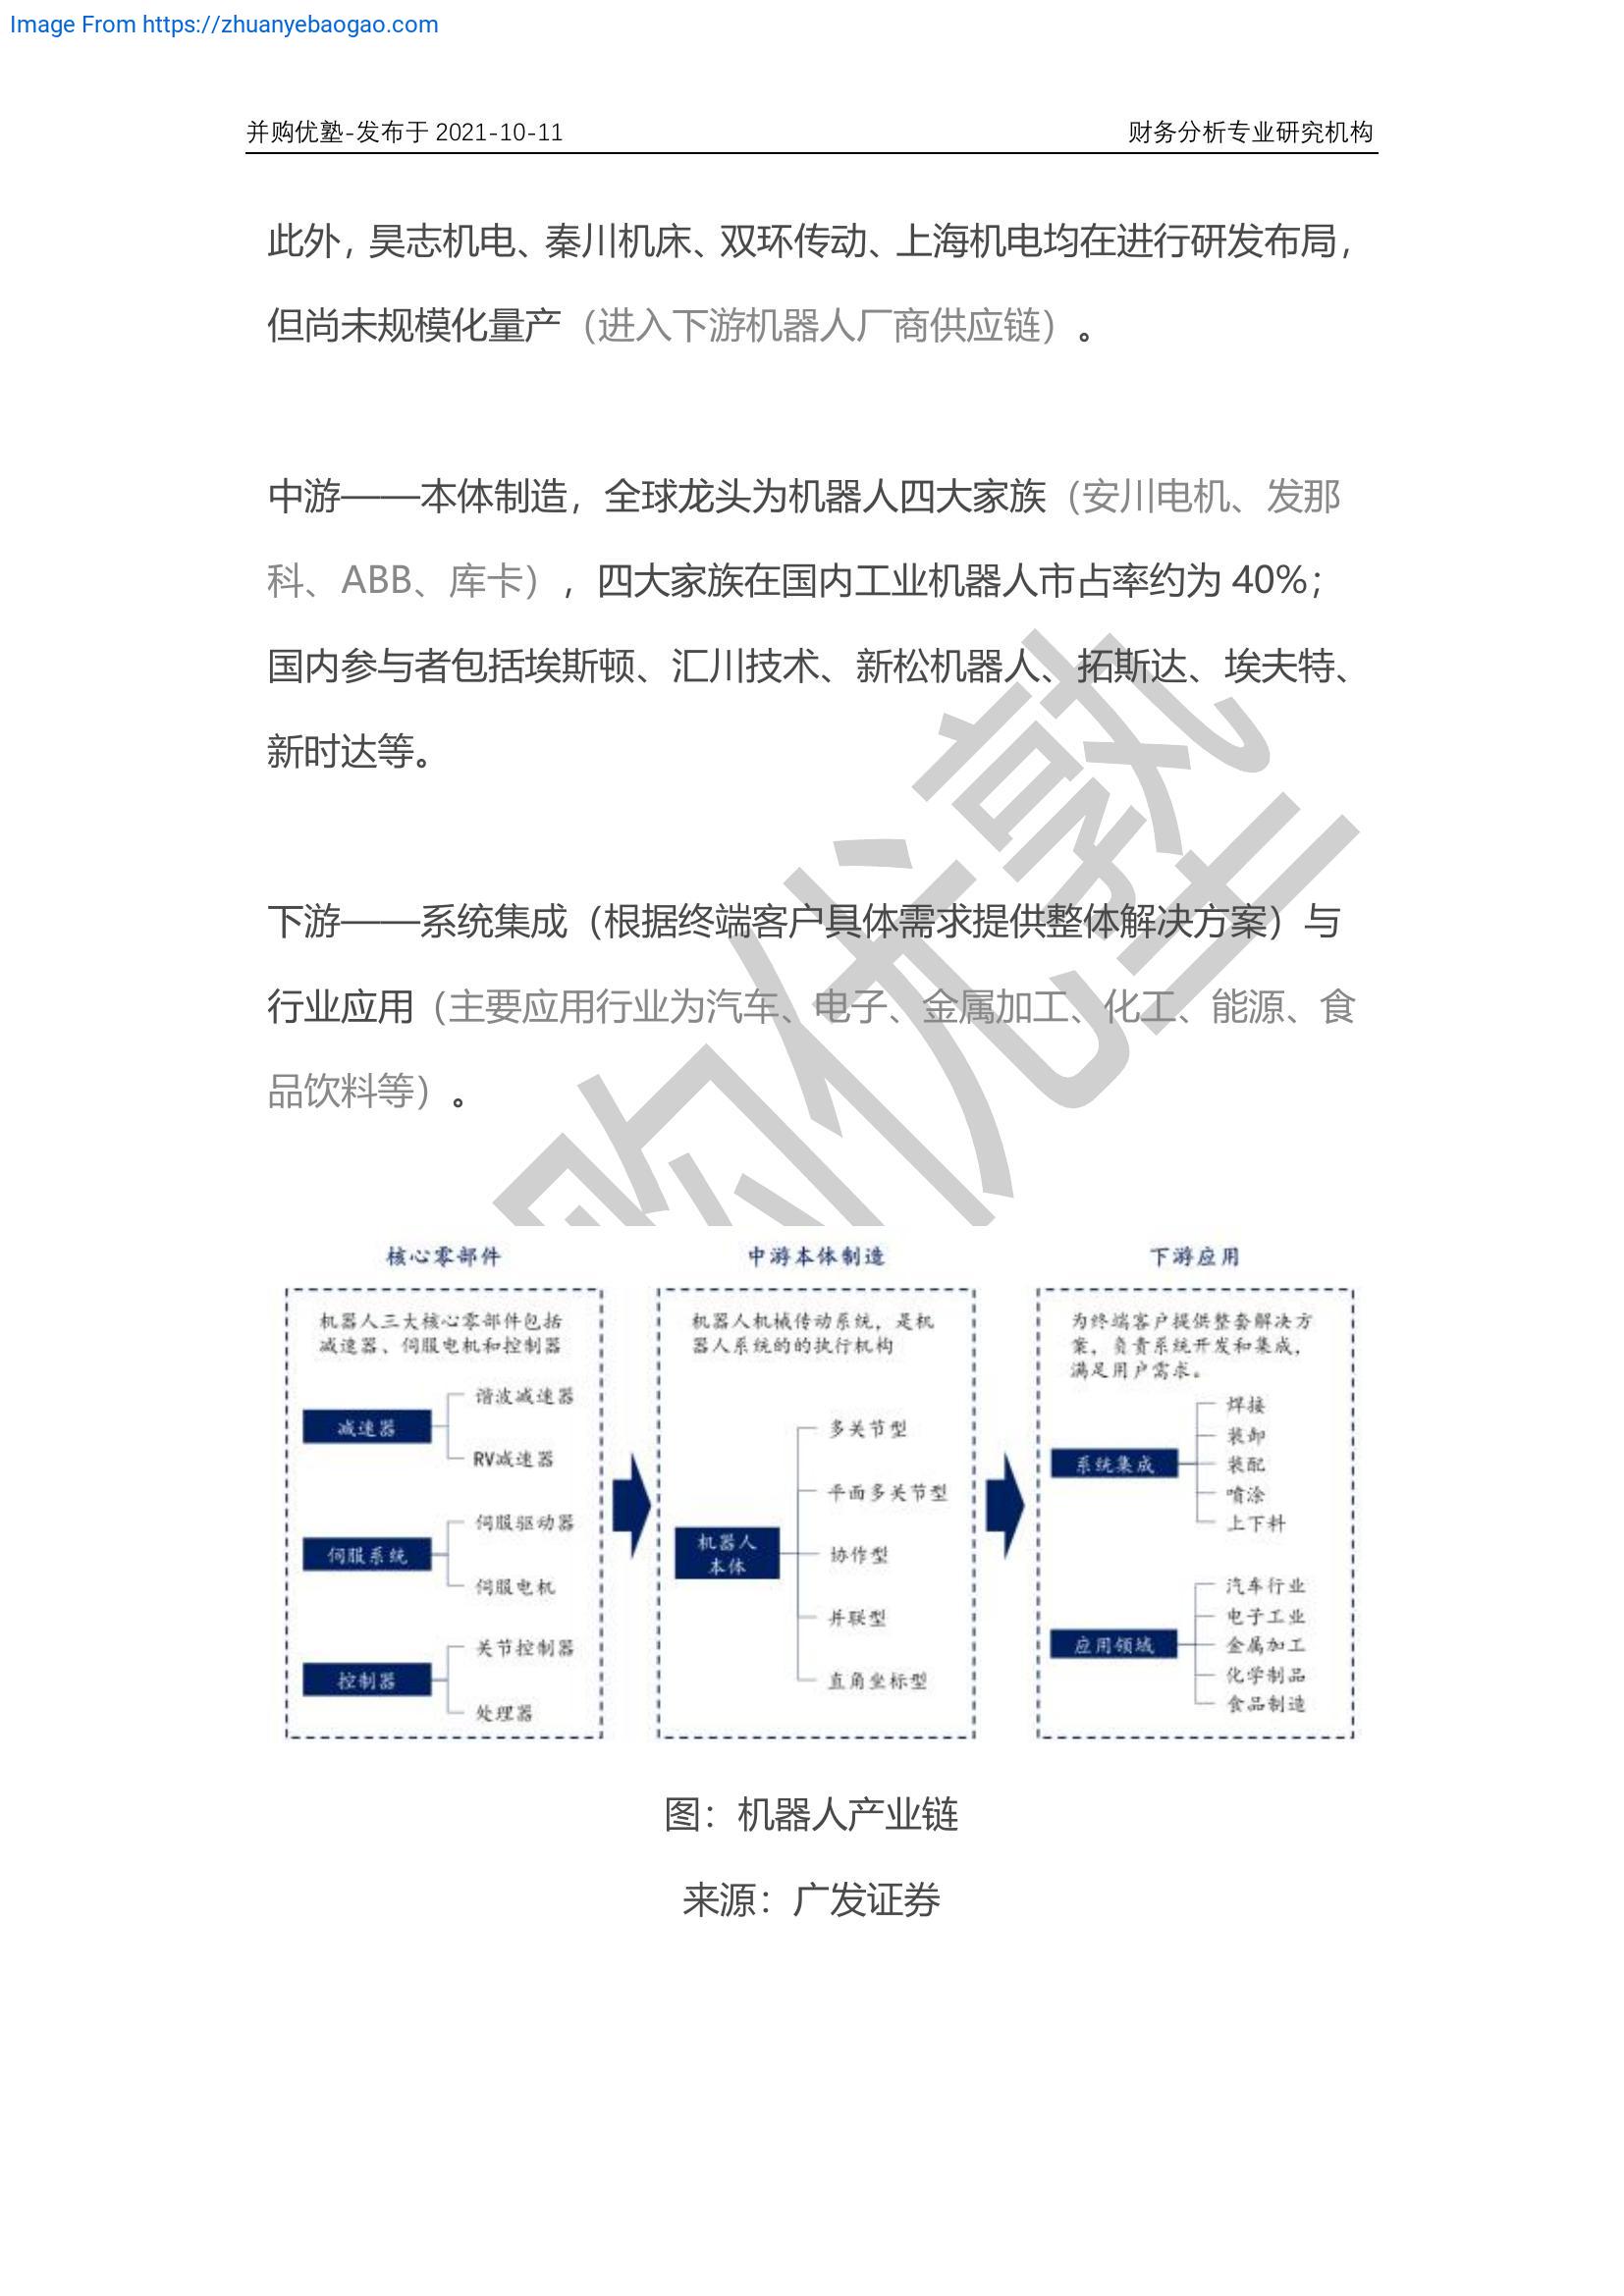 Image From https://zhuanyebaogao.com
并购优塾-发布于 2021-10-11
财务分析专业研究机构
此外，昊志机电、秦川机床、双环传动、上海机电均在进行研发布局，
但尚未规模化量产（进入下游机器人厂商供应链）。
中游——本体制造，全球龙头为机器人四大家族（安川电机、发那
科、ABB、库卡），四大家族在国内工业机器人市占率约为 40%；
国内参与者包括埃斯顿、汇川技术、新松机器人、拓斯达、埃夫特、
新时达等。
下游——系统集成（根据终端客户具体需求提供整体解决方案）与
行业应用（主要应用行业为汽车、电子、金属加工、化工、能源、食
品饮料等）。
购优塾
核心零部件
机器人三大核心零部件包括
减速器、伺服电机和控制器
减速器
谐波减速器
RV减速器
伺服系统
伺服驱动器
伺服电机
控制器
关节控制器
处理器
中游本体制造
机器人机械传动系统，是机
器人系统的的执行机构
机器人
本体
多关节型
平面多关节型
协作型
并联型
直角坐标型
下游应用
为终端客户提供整套解决方
案，负责系统开发和集成，
满足用户需求。
系统集成
焊接
装卸
装配
喷涂
上下料
应用领域
汽车行业
电子工业
金属加工
化学制品
食品制造
图：机器人产业链
来源：广发证券